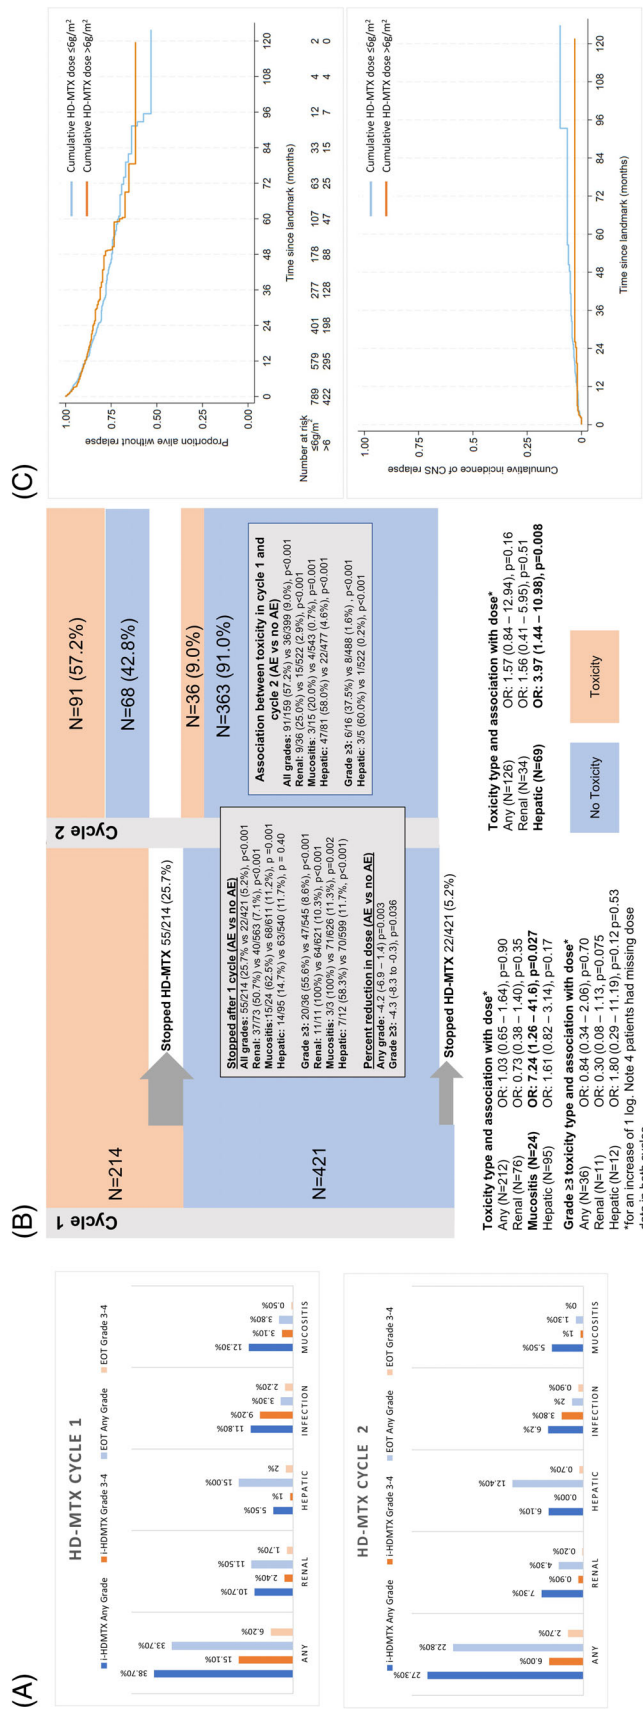 (A)
HD-MTX CYCLE 1
i-HDMTX Any Grade
i-HDMTX Grade 3-4
EOT Any Grade
EOT Grade 3-4
38.70%
15.10%
33.70%
6.20%
10.70%
2.40%
11.50%
1.70%
5.50%
1%
15.00%
2%
11.80%
9.20%
3.30%
2.20%
12.30%
3.10%
3.80%
0.50%
ANY
RENAL
HEPATIC
INFECTION
MUCOSITIS
HD-MTX CYCLE 2
i-HDMTX Any Grade
i-HDMTX Grade 3-4
EOT Any Grade
EOT Grade 3-4
27.30%
6.00%
22.80%
2.70%
7.30%
0.90%
4.30%
0.20%
6.10%
0.00%
12.40%
0.70%
6.2%
3.80%
2%
0.90%
5.50%
1%
1.30%
0%
ANY
RENAL
HEPATIC
INFECTION
MUCOSITIS
(B)
Cycle 1
N=214
N=421
Stopped HD-MTX 55/214 (25.7%)
Stopped after 1 cycle (AE vs no AE)
All grades: 55/214 (25.7% vs 22/421 (5.2%), p<0.001
Renal: 37/73 (50.7%) vs 40/563 (7.1%), p<0.001
Mucositis:15/24 (62.5%) vs 68/611 (11.2%), p =0.001
Hepatic: 14/95 (14.7%) vs 63/540 (11.7%), p = 0.40
Grade ≥3: 20/36 (55.6%) vs 47/545 (8.6%), p<0.001
Renal: 11/11 (100%) vs 64/621 (10.3%), p<0.001
Mucositis: 3/3 (100%) vs 71/626 (11.3%), p=0.002
Hepatic: 7/12 (58.3%) vs 70/599 (11.7%, p<0.001)
Percent reduction in dose (AE vs no AE)
Any grade: -4.2 (-6.9 – 1.4) p=0.003
Grade ≥3: -4.3 (-8.3 to -0.3), p=0.036
Stopped HD-MTX 22/421 (5.2%)
Cycle 2
N=91 (57.2%)
N=68 (42.8%)
N=36 (9.0%)
N=363 (91.0%)
Association between toxicity in cycle 1 and
cycle 2 (AE vs no AE)
All grades: 91/159 (57.2%) vs 36/399 (9.0%), p<0.001
Renal: 9/36 (25.0%) vs 15/522 (2.9%), p<0.001
Mucositis: 3/15 (20.0%) vs 4/543 (0.7%), p=0.001
Hepatic: 47/81 (58.0%) vs 22/477 (4.6%), p<0.001
Grade ≥3: 6/16 (37.5%) vs 8/488 (1.6%) , p<0.001
Hepatic: 3/5 (60.0%) vs 1/522 (0.2%), p<0.001
Toxicity type and association with dose*
Any (N=212) OR: 1.03 (0.65 – 1.64), p=0.90
Renal (N=76) OR: 0.73 (0.38 – 1.40), p=0.35
Mucositis (N=24) OR: 7.24 (1.26 – 41.6), p=0.027
Hepatic (N=95) OR: 1.61 (0.82 – 3.14), p=0.17
Grade ≥3 toxicity type and association with dose*
Any (N=36) OR: 0.84 (0.34 – 2.06), p=0.70
Renal (N=11) OR: 0.30 (0.08 – 1.13, p=0.075
Hepatic (N=12) OR: 1.80 (0.29 – 11.19), p=0.12 p=0.53
*for an increase of 1 log. Note 4 patients had missing dose
data in both cycles
Toxicity type and association with dose*
Any (N=126) OR: 1.57 (0.84 – 12.94), p=0.16
Renal (N=34) OR: 1.56 (0.41 – 5.95), p=0.51
Hepatic (N=69) OR: 3.97 (1.44 – 10.98), p=0.008
No Toxicity
Toxicity
(C)
Proportion alive without relapse
1.00
0.75
0.50
0.25
0.00
Cumulative HD-MTX dose ≤6g/m²
Cumulative HD-MTX dose >6g/m²
0 12 24 36 48 60 72 84 96 108 120
Time since landmark (months)
Number at risk
≤6g/m² 789 579 401 277 178 107 63 33 12 4 2
>6 422 295 198 128 88 47 25 15 7 4 0
Cumulative incidence of CNS relapse
1.00
0.75
0.50
0.25
0
Cumulative HD-MTX dose ≤6g/m²
Cumulative HD-MTX dose >6g/m²
0 12 24 36 48 60 72 84 96 108 120
Time since landmark (months)